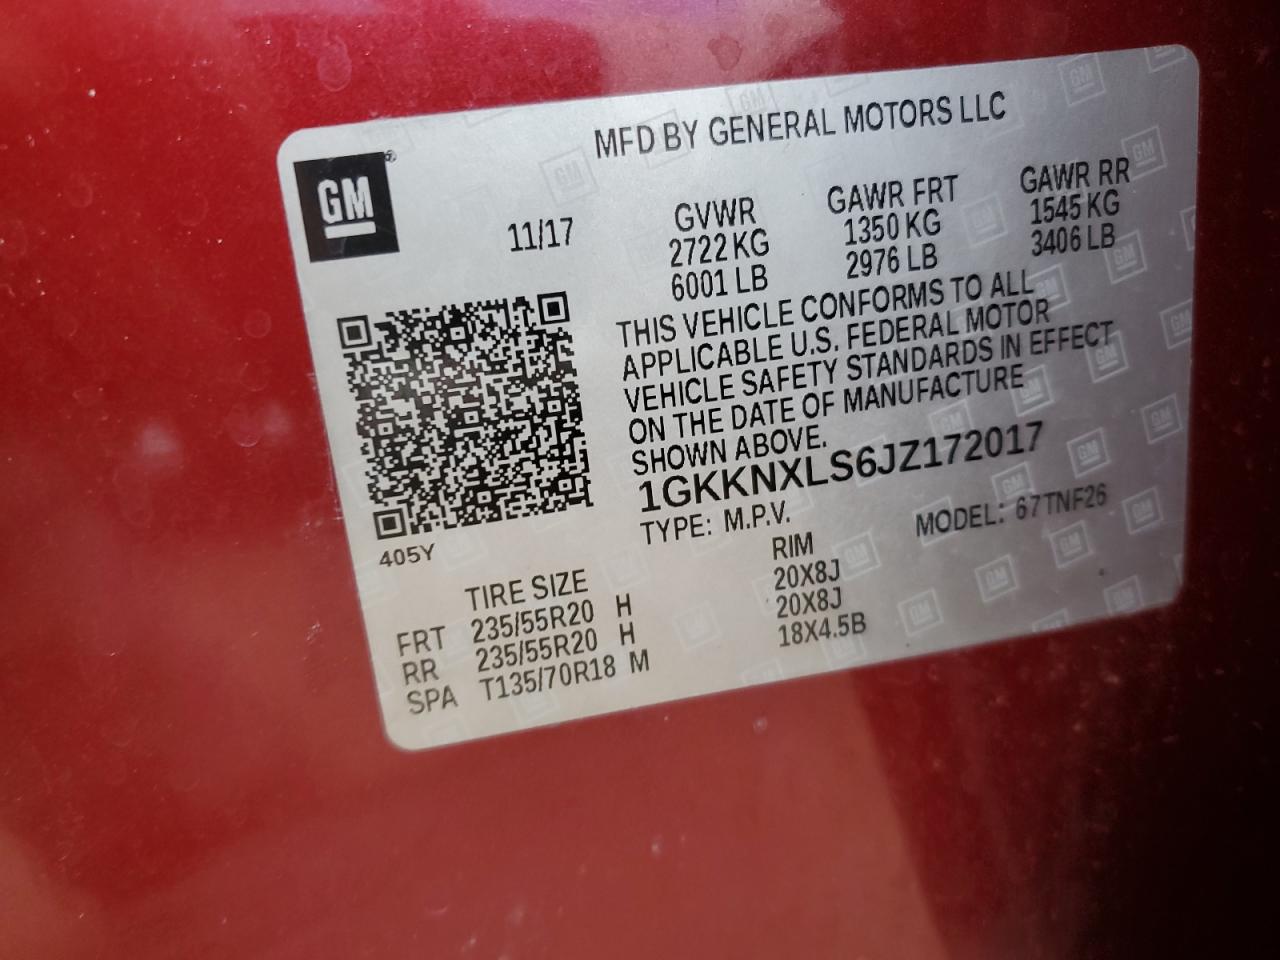 MFD BY GENERAL MOTORS LLC
GM
11/17
GVWR GAWR FRT GAWR RR
2722 KG 1350 KG 1545 KG
6001 LB 2976 LB 3406 LB
THIS VEHICLE CONFORMS TO ALL
APPLICABLE U.S. FEDERAL MOTOR
VEHICLE SAFETY STANDARDS IN EFFECT
ON THE DATE OF MANUFACTURE
SHOWN ABOVE.
1GKKNXLS6JZ172017
TYPE: M.P.V. MODEL: 67TNF26
405Y
TIRE SIZE RIM
FRT 235/55R20 H 20X8J
RR 235/55R20 H 20X8J
SPA T135/70R18 M 18X4.5B